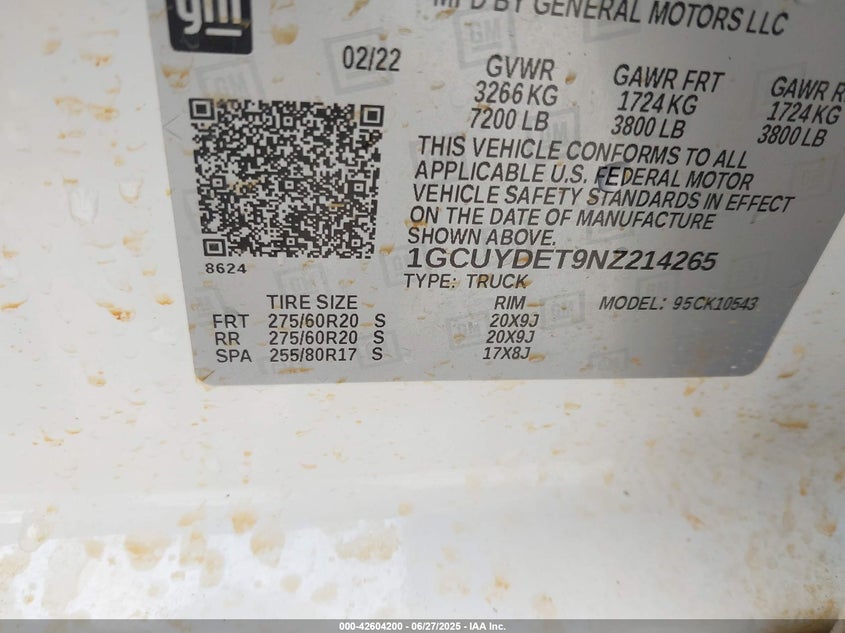 gm
MFD BY GENERAL MOTORS LLC
02/22
GVWR
3266 KG
7200 LB
GAWR FRT
1724 KG
3800 LB
GAWR R
1724 KG
3800 LB
THIS VEHICLE CONFORMS TO ALL
APPLICABLE U.S. FEDERAL MOTOR
VEHICLE SAFETY STANDARDS IN EFFECT
ON THE DATE OF MANUFACTURE
SHOWN ABOVE.
8624
1GCUYDET9NZ214265
TYPE: TRUCK
TIRE SIZE RIM MODEL: 95CK10543
FRT 275/60R20 S 20X9J
RR 275/60R20 S 20X9J
SPA 255/80R17 S 17X8J
000-42604200 - 06/27/2025 - IAA Inc.